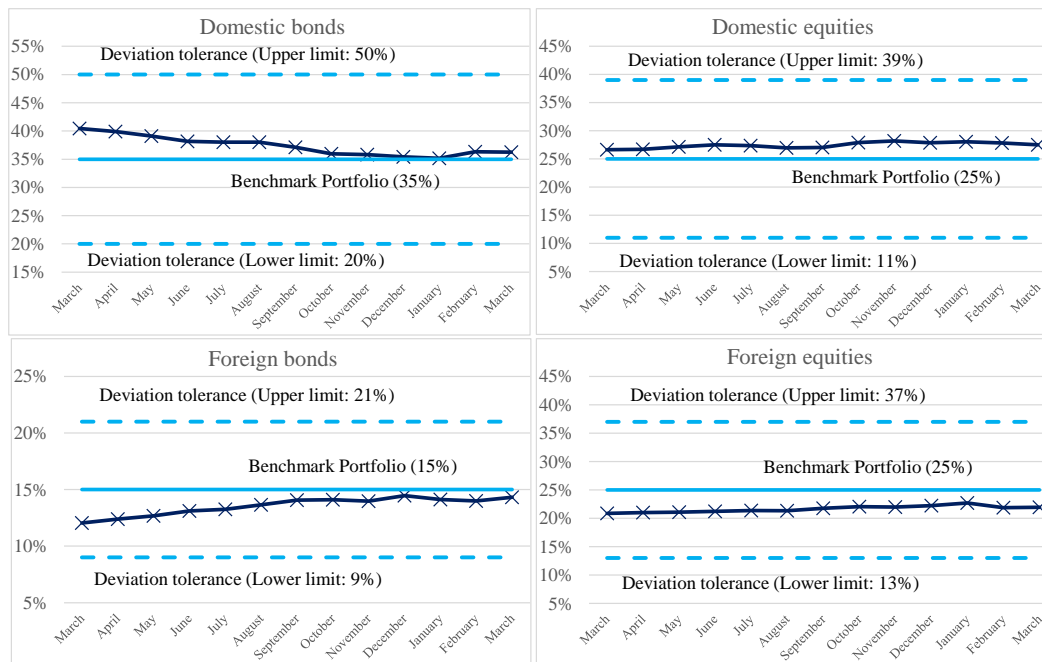 Domestic bonds
55%
Deviation tolerance (Upper limit: 50%)
50%
45%
40%
35%
Benchmark Portfolio (35%)
30%
25%
20%
Deviation tolerance (Lower limit: 20%)
15%
March
April
May
June
July
August
September
October
November
December
January
February
March
Domestic equities
45%
Deviation tolerance (Upper limit: 39%)
40%
35%
30%
25%
Benchmark Portfolio (25%)
20%
15%
10%
Deviation tolerance (Lower limit: 11%)
5%
March
April
May
June
July
August
September
October
November
December
January
February
March
Foreign bonds
25%
Deviation tolerance (Upper limit: 21%)
20%
Benchmark Portfolio (15%)
15%
10%
Deviation tolerance (Lower limit: 9%)
5%
March
April
May
June
July
August
September
October
November
December
January
February
March
Foreign equities
45%
Deviation tolerance (Upper limit: 37%)
40%
35%
30%
Benchmark Portfolio (25%)
25%
20%
15%
10%
Deviation tolerance (Lower limit: 13%)
5%
March
April
May
June
July
August
September
October
November
December
January
February
March